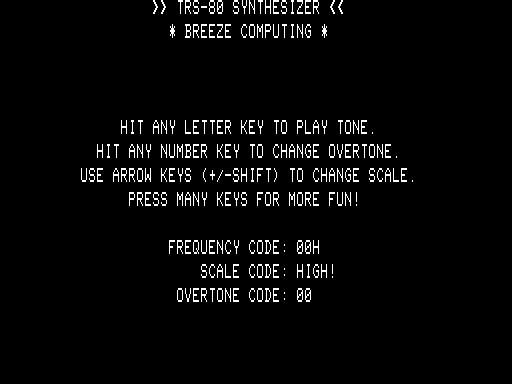 >> TRS-80 SYNTHESIZER <<
* BREEZE COMPUTING *
HIT ANY LETTER KEY TO PLAY TONE.
HIT ANY NUMBER KEY TO CHANGE OVERTONE.
USE ARROW KEYS (+/-SHIFT) TO CHANGE SCALE.
PRESS MANY KEYS FOR MORE FUN!
FREQUENCY CODE: 00H
SCALE CODE: HIGH!
OVERTONE CODE: 00